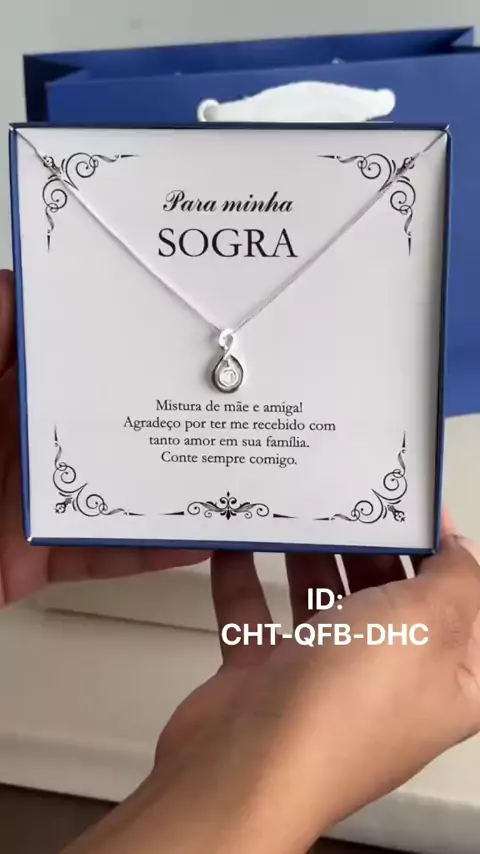 Para minha
SOGRA
Mistura de mãe e amiga!
Agradeço por ter me recebido com
tanto amor em sua família.
Conte sempre comigo.
ID:
CHT-QFB-DHC